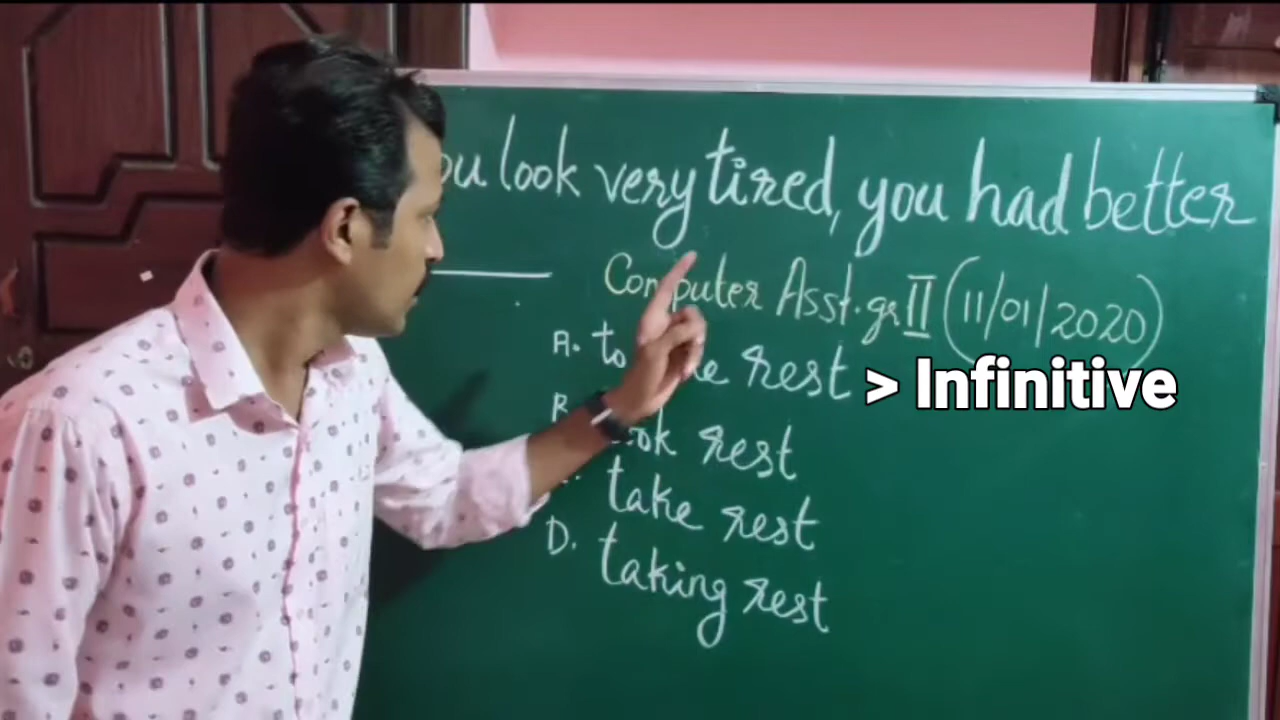 ou look very tired, you had better
Computer Asst. gr II (11/01/2020)
A. to rest > Infinitive
rest
take rest
D. taking rest